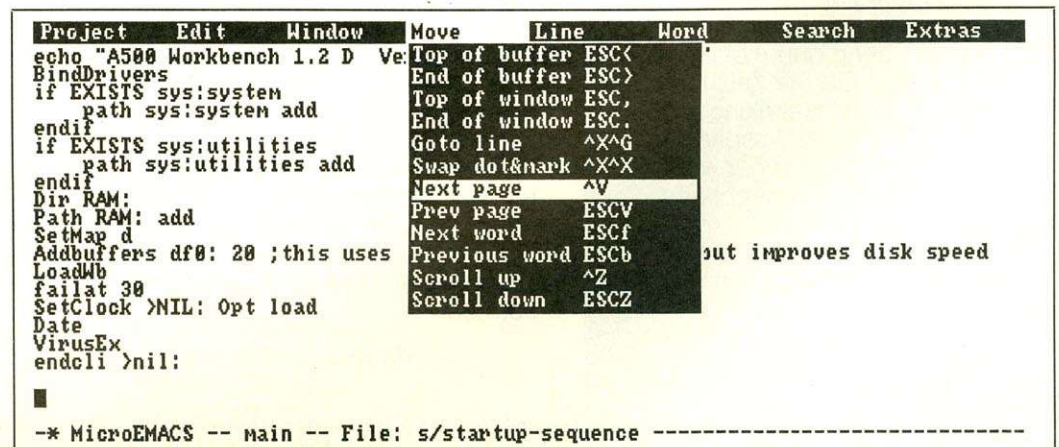 Project Edit Window Move Line Word Search Extras
echo "A500 Workbench 1.2 D Ve
BindDrivers
if EXISTS sys:system
path sys:system add
endif
if EXISTS sys:utilities
path sys:utilities add
endif
Dir RAM:
Path RAM: add
SetMap d
Addbuffers df0: 20 ;this uses
but improves disk speed
LoadWb
failat 30
SetClock >NIL: Opt load
Date
VirusEx
endcli >nil:
Top of buffer ESC<
End of buffer ESC>
Top of window ESC,
End of window ESC.
Goto line ^X^G
Swap dot&mark ^X^X
Next page ^V
Prev page ESCV
Next word ESCf
Previous word ESCb
Scroll up ^Z
Scroll down ESCZ
-* MicroEMACS -- main -- File: s/startup-sequence ------------------------------